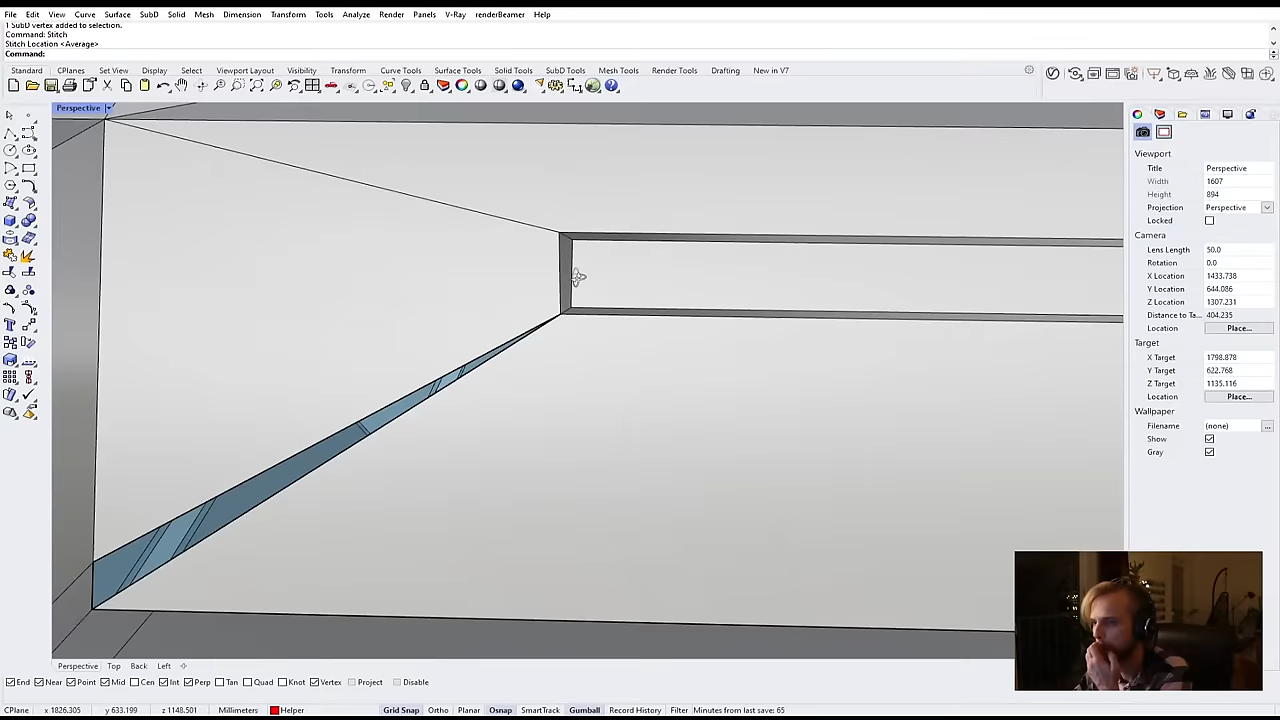 File Edit View Curve Surface SubD Solid Mesh Dimension Transform Tools Analyze Render Panels V-Ray renderBeamer Help
1 SubD vertex added to selection.
Command: Stitch
Stitch Location <Average>
Command:
Standard CPlanes Set View Display Select Viewport Layout Visibility Transform Curve Tools Surface Tools Solid Tools SubD Tools Mesh Tools Render Tools Drafting New in V7
Perspective
Viewport
Title Perspective
Width 1607
Height 894
Projection Perspective
Locked
Camera
Lens Length 50.0
Rotation 0.0
X Location 1433.738
Y Location 644.086
Z Location 1307.231
Distance to Ta... 404.235
Location Place...
Target
X Target 1798.878
Y Target 622.768
Z Target 1135.116
Location Place...
Wallpaper
Filename (none) ...
Show
Gray
Perspective Top Back Left
End Near Point Mid Cen Int Perp Tan Quad Knot Vertex Project Disable
CPlane x 1826.305 y 633.199 z 1148.501 Millimeters Helper Grid Snap Ortho Planar Osnap SmartTrack Gumball Record History Filter Minutes from last save: 65